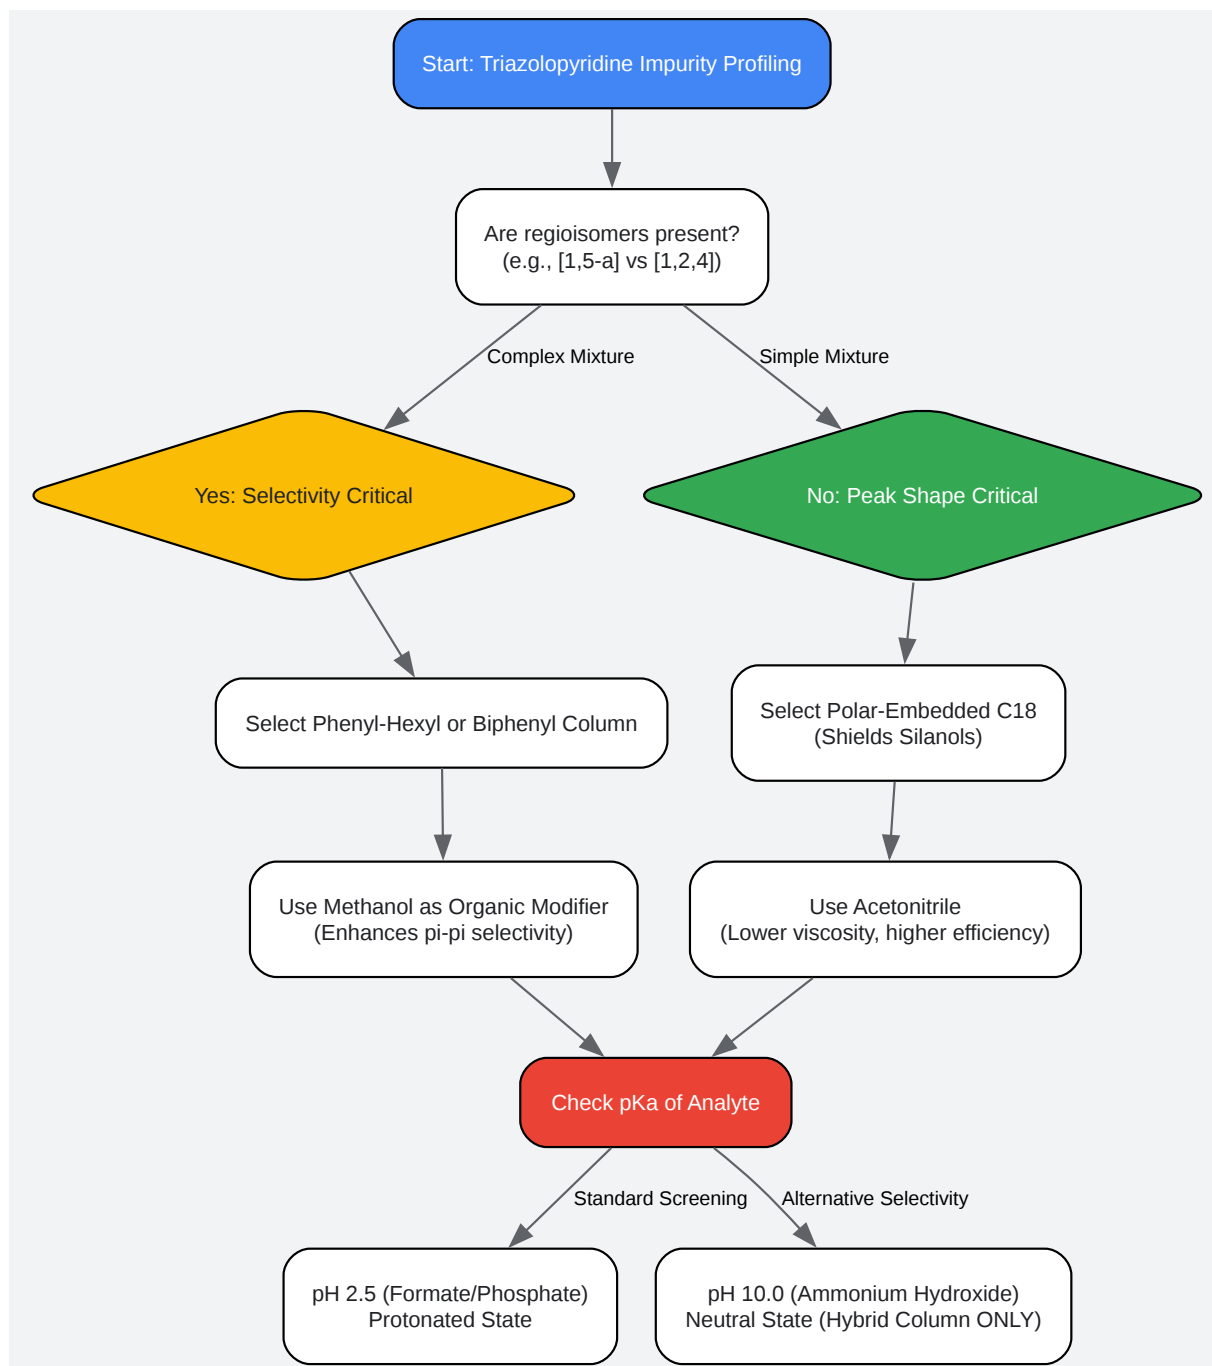 Start: Triazolopyridine Impurity Profiling
Are regioisomers present?
(e.g., [1,5-a] vs [1,2,4])
Complex Mixture
Simple Mixture
Yes: Selectivity Critical
No: Peak Shape Critical
Select Phenyl-Hexyl or Biphenyl Column
Select Polar-Embedded C18
(Shields Silanols)
Use Methanol as Organic Modifier
(Enhances pi-pi selectivity)
Use Acetonitrile
(Lower viscosity, higher efficiency)
Check pKa of Analyte
Standard Screening
Alternative Selectivity
pH 2.5 (Formate/Phosphate)
Protonated State
pH 10.0 (Ammonium Hydroxide)
Neutral State (Hybrid Column ONLY)